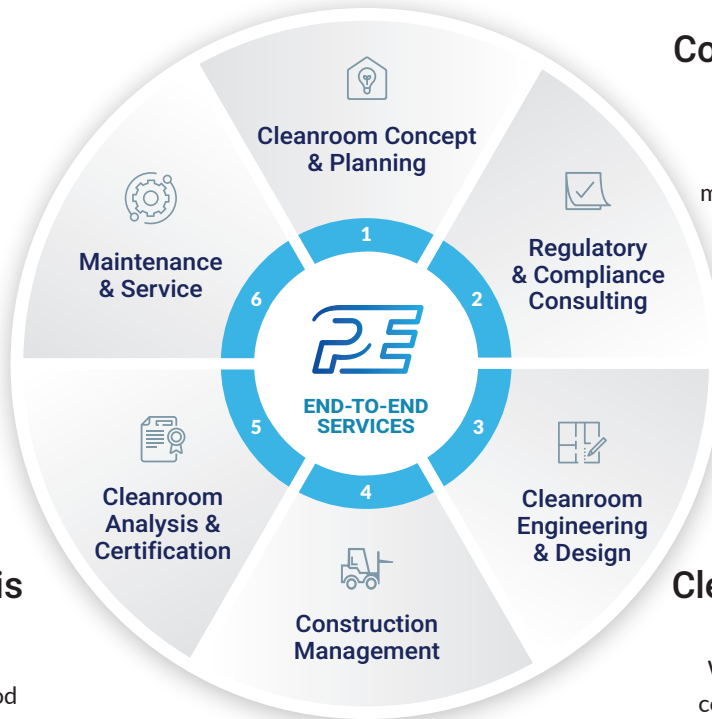 Cleanroom Concept
& Planning
1
Regulatory
& Compliance
Consulting
2
Cleanroom
Engineering
& Design
3
Construction
Management
4
Cleanroom
Analysis &
Certification
5
Maintenance
& Service
6
PE
END-TO-END
SERVICES